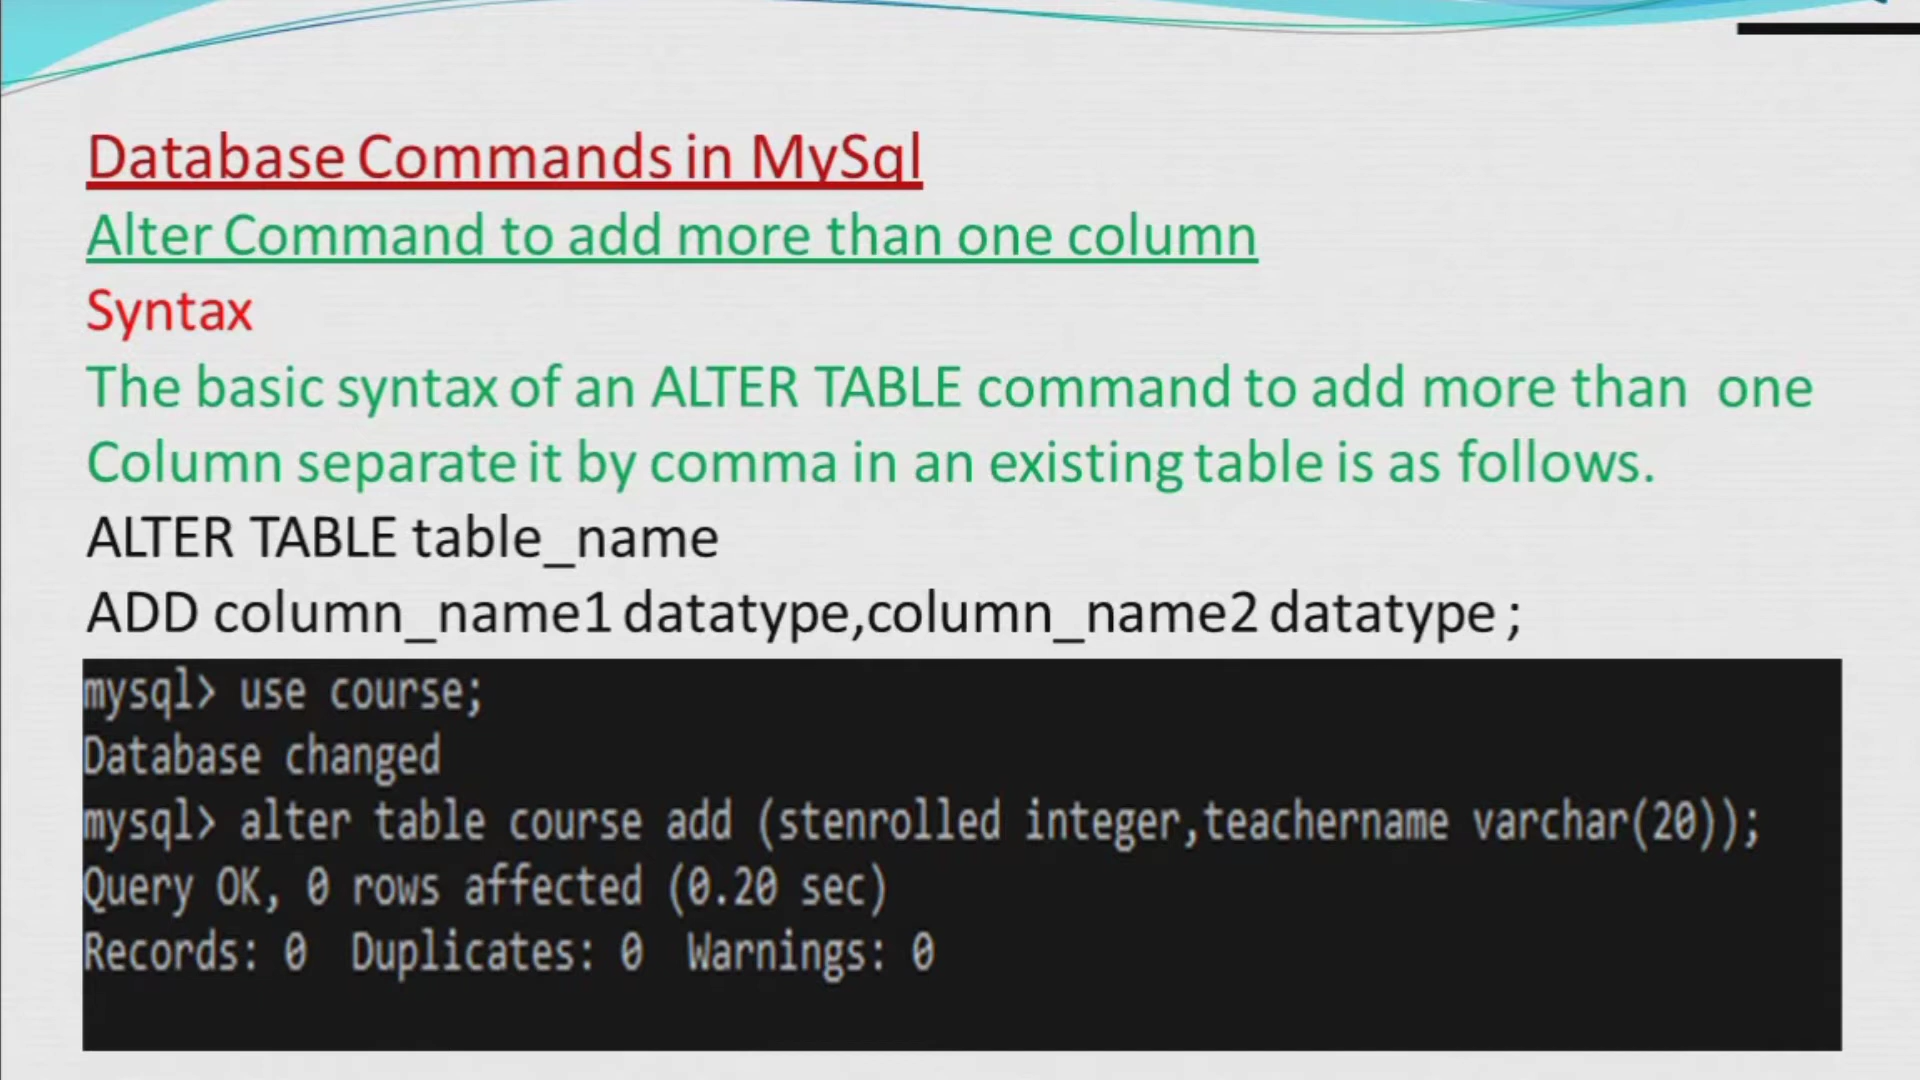 Database Commands in MySql
Alter Command to add more than one column
Syntax
The basic syntax of an ALTER TABLE command to add more than one
Column separate it by comma in an existing table is as follows.
ALTER TABLE table_name
ADD column_name1 datatype,column_name2 datatype ;
mysql> use course;
Database changed
mysql> alter table course add (stenrolled integer,teachername varchar(20));
Query OK, 0 rows affected (0.20 sec)
Records: 0  Duplicates: 0  Warnings: 0